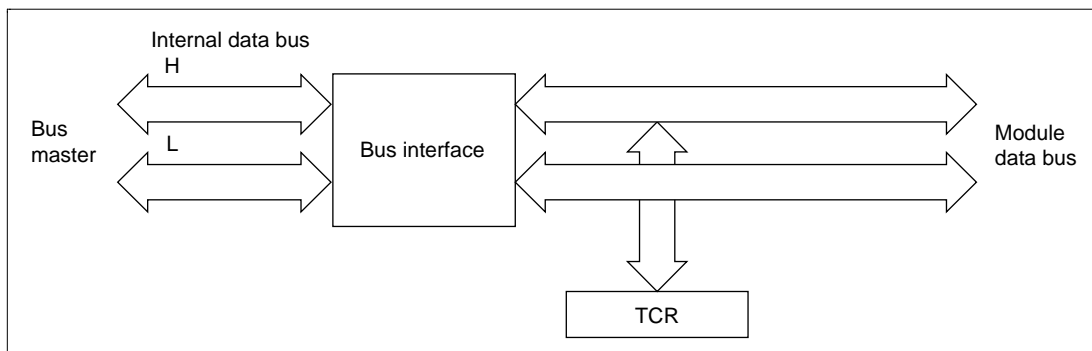 Internal data bus
H
Bus
master
L
Bus interface
Module
data bus
TCR